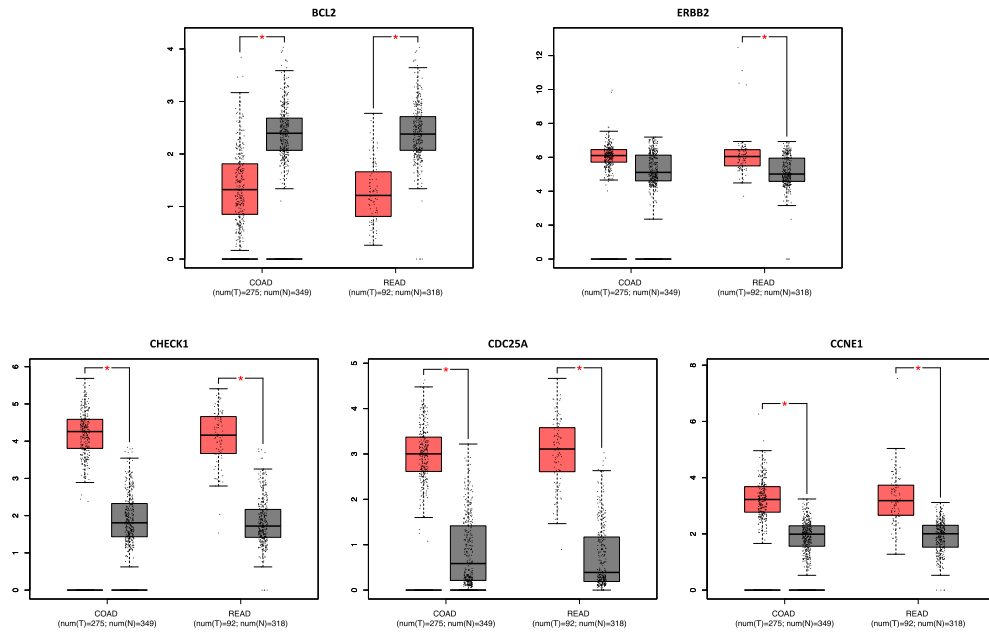 BCL2
ERBB2
*
*
*
0
1
2
3
4
0
2
4
6
8
10
12
COAD
READ
COAD
READ
(num(T)=275; num(N)=349)
(num(T)=92; num(N)=318)
(num(T)=275; num(N)=349)
(num(T)=92; num(N)=318)
CHECK1
CDC25A
CCNE1
*
*
*
*
*
*
0
1
2
3
4
5
6
0
1
2
3
4
5
0
2
4
6
8
COAD
READ
COAD
READ
COAD
READ
(num(T)=275; num(N)=349)
(num(T)=92; num(N)=318)
(num(T)=275; num(N)=349)
(num(T)=92; num(N)=318)
(num(T)=275; num(N)=349)
(num(T)=92; num(N)=318)